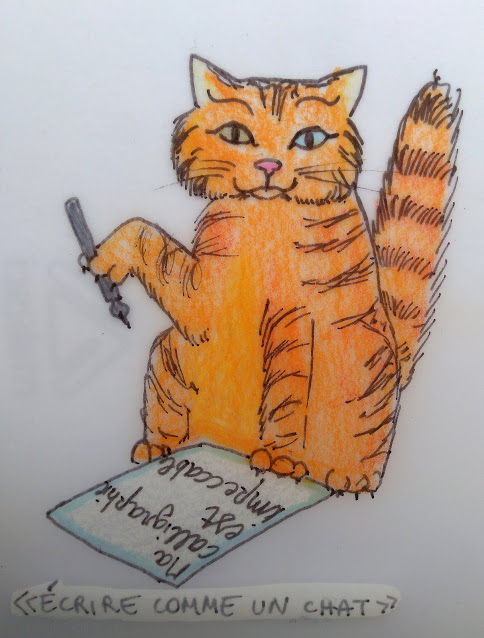 ma
calligraphie
est
impeccable
<<ÉCRIRE COMME UN CHAT>>